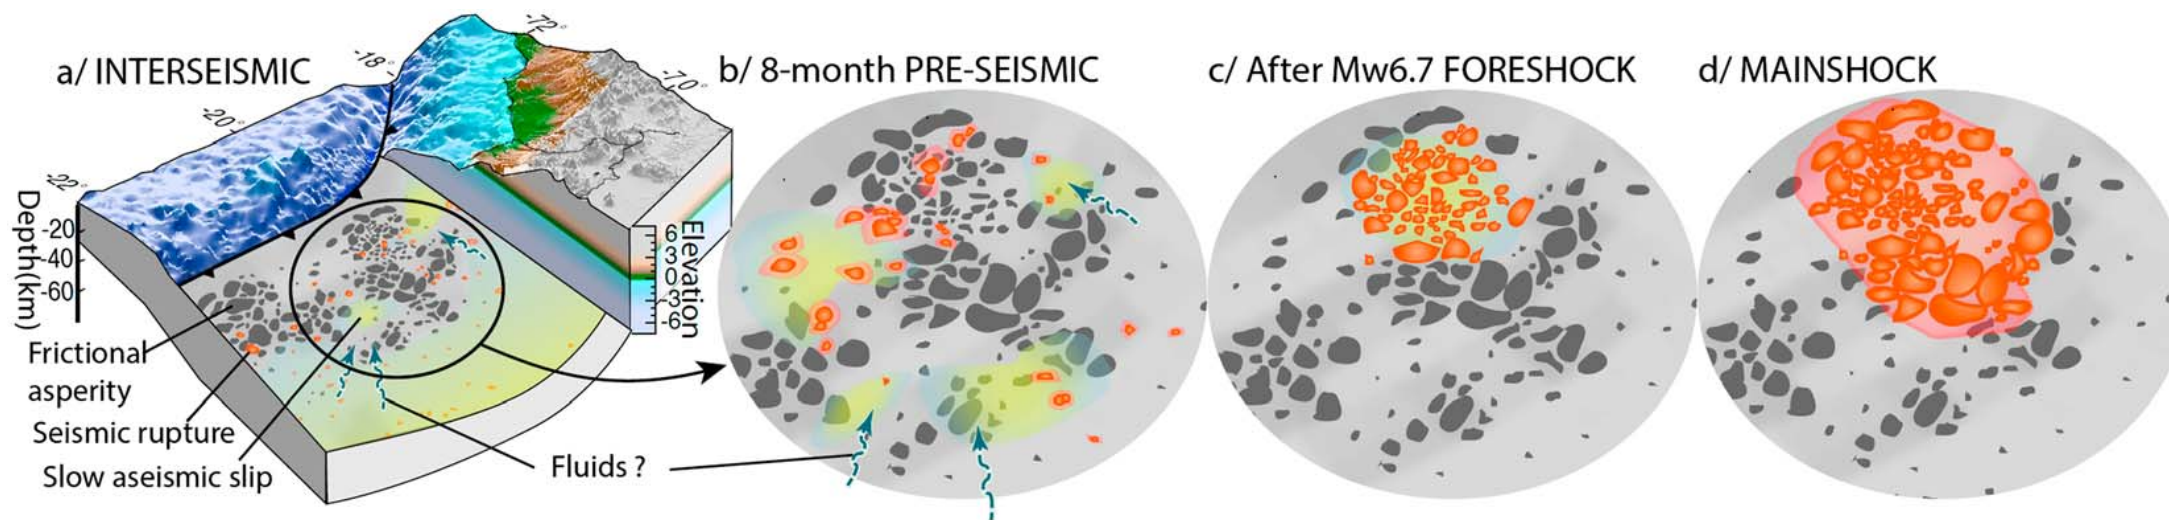 a/ INTERSEISMIC
b/ 8-month PRE-SEISMIC
c/ After Mw6.7 FORESHOCK
d/ MAINSHOCK
-72°
-18°
-70°
-20°
-22°
Depth(km)
-20
-40
-60
Elevation
6
3
0
-3
-6
Frictional
asperity
Seismic rupture
Slow aseismic slip
Fluids ?